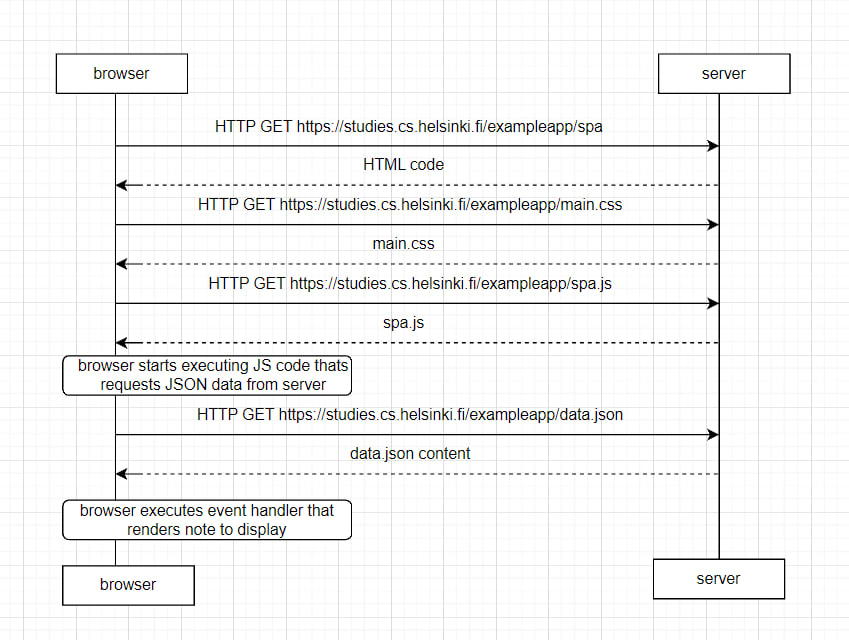 browser
server
HTTP GET https://studies.cs.helsinki.fi/exampleapp/spa
HTML code
HTTP GET https://studies.cs.helsinki.fi/exampleapp/main.css
main.css
HTTP GET https://studies.cs.helsinki.fi/exampleapp/spa.js
spa.js
browser starts executing JS code thats
requests JSON data from server
HTTP GET https://studies.cs.helsinki.fi/exampleapp/data.json
data.json content
browser executes event handler that
renders note to display
browser
server